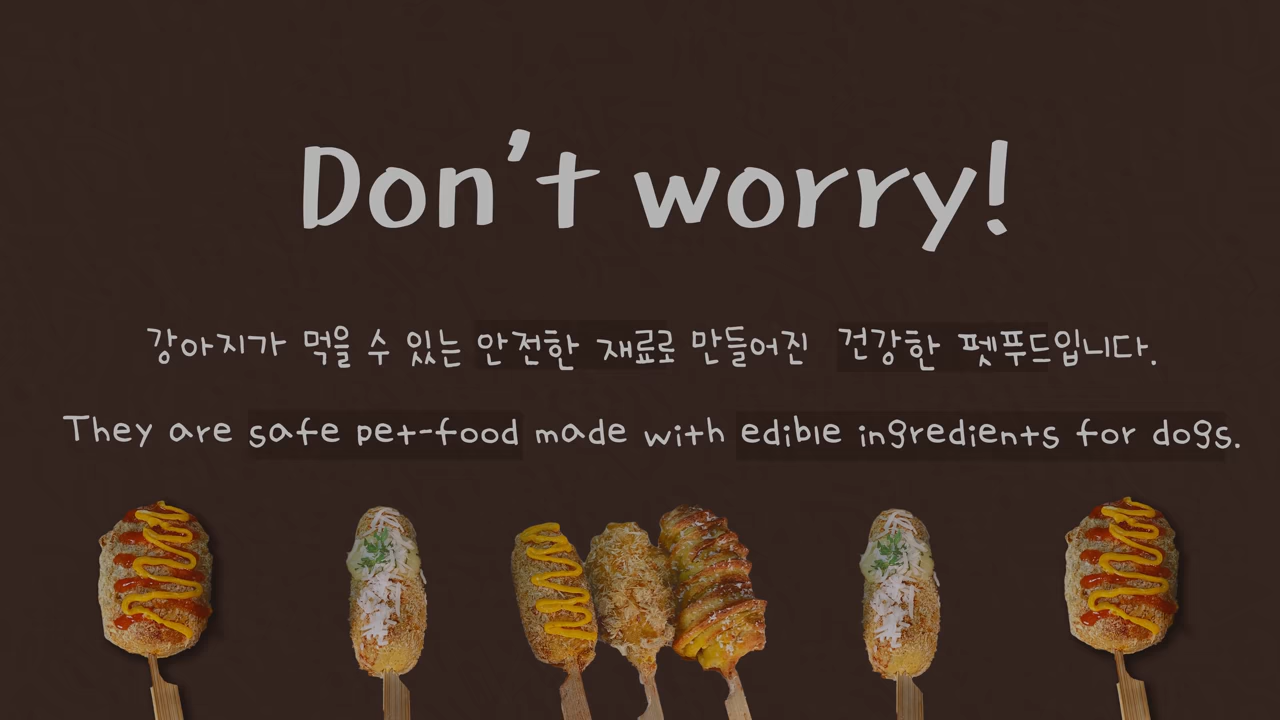 Don't worry!
강아지가 먹을 수 있는 안전한 재료로 만들어진 건강한 펫푸드입니다.
They are safe pet-food made with edible ingredients for dogs.